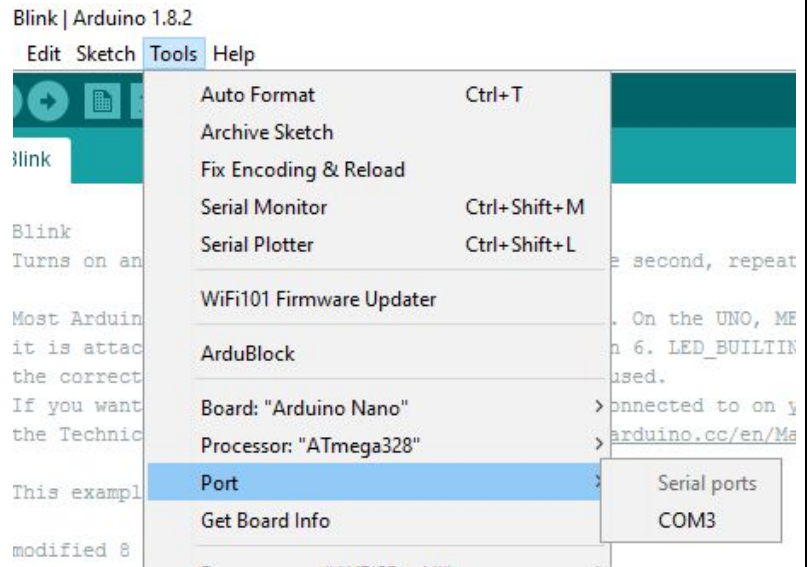 Blink | Arduino 1.8.2
Edit Sketch Tools Help
Auto Format Ctrl+T
Archive Sketch
Fix Encoding & Reload
Serial Monitor Ctrl+Shift+M
Serial Plotter Ctrl+Shift+L
WiFi101 Firmware Updater
ArduBlock
Board: "Arduino Nano"
Processor: "ATmega328"
Port
Get Board Info
Serial ports
COM3
Blink
Blink
Turns on an
second, repeat
Most Arduin
. On the UNO, ME
it is attac
n 6. LED_BUILTIN
the correct
used.
If you want
onnected to on y
the Technic
arduino.cc/en/Ma
This exampl
modified 8